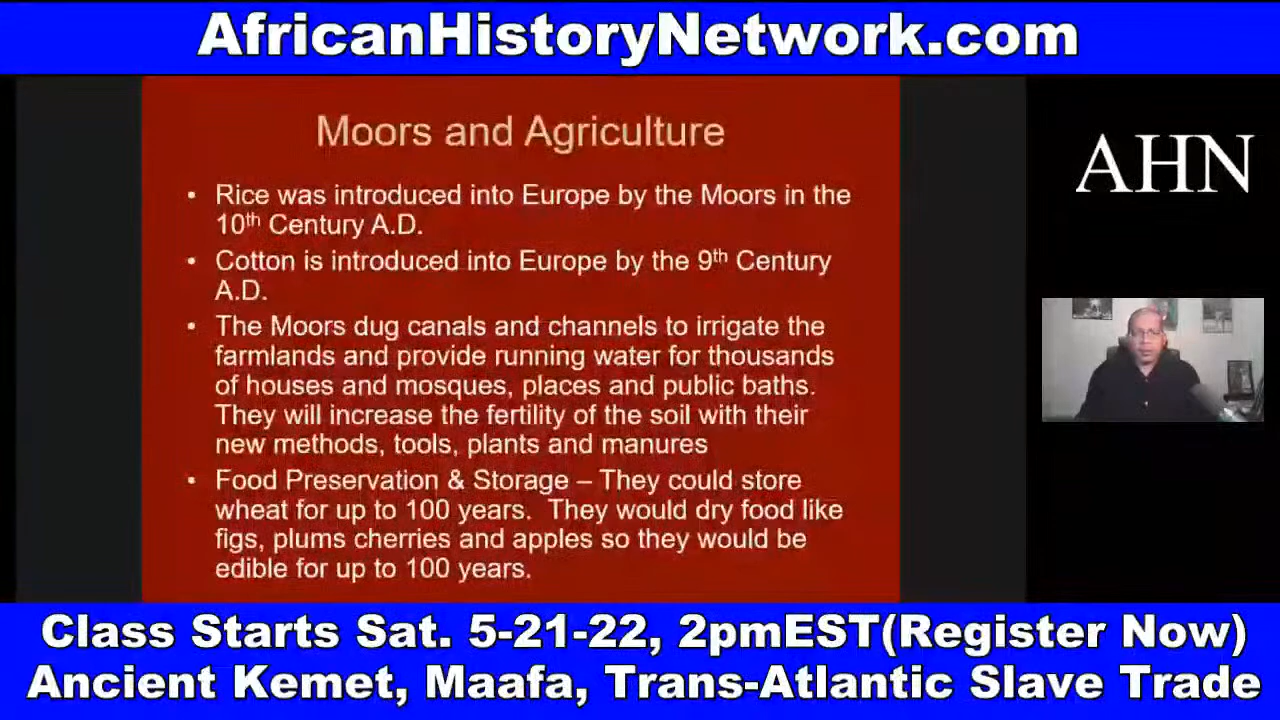 AfricanHistoryNetwork.com
Moors and Agriculture
• Rice was introduced into Europe by the Moors in the
10th Century A.D.
• Cotton is introduced into Europe by the 9th Century
A.D.
• The Moors dug canals and channels to irrigate the
farmlands and provide running water for thousands
of houses and mosques, places and public baths.
They will increase the fertility of the soil with their
new methods, tools, plants and manures
• Food Preservation & Storage – They could store
wheat for up to 100 years.  They would dry food like
figs, plums cherries and apples so they would be
edible for up to 100 years.
AHN
Class Starts Sat. 5-21-22, 2pmEST(Register Now)
Ancient Kemet, Maafa, Trans-Atlantic Slave Trade